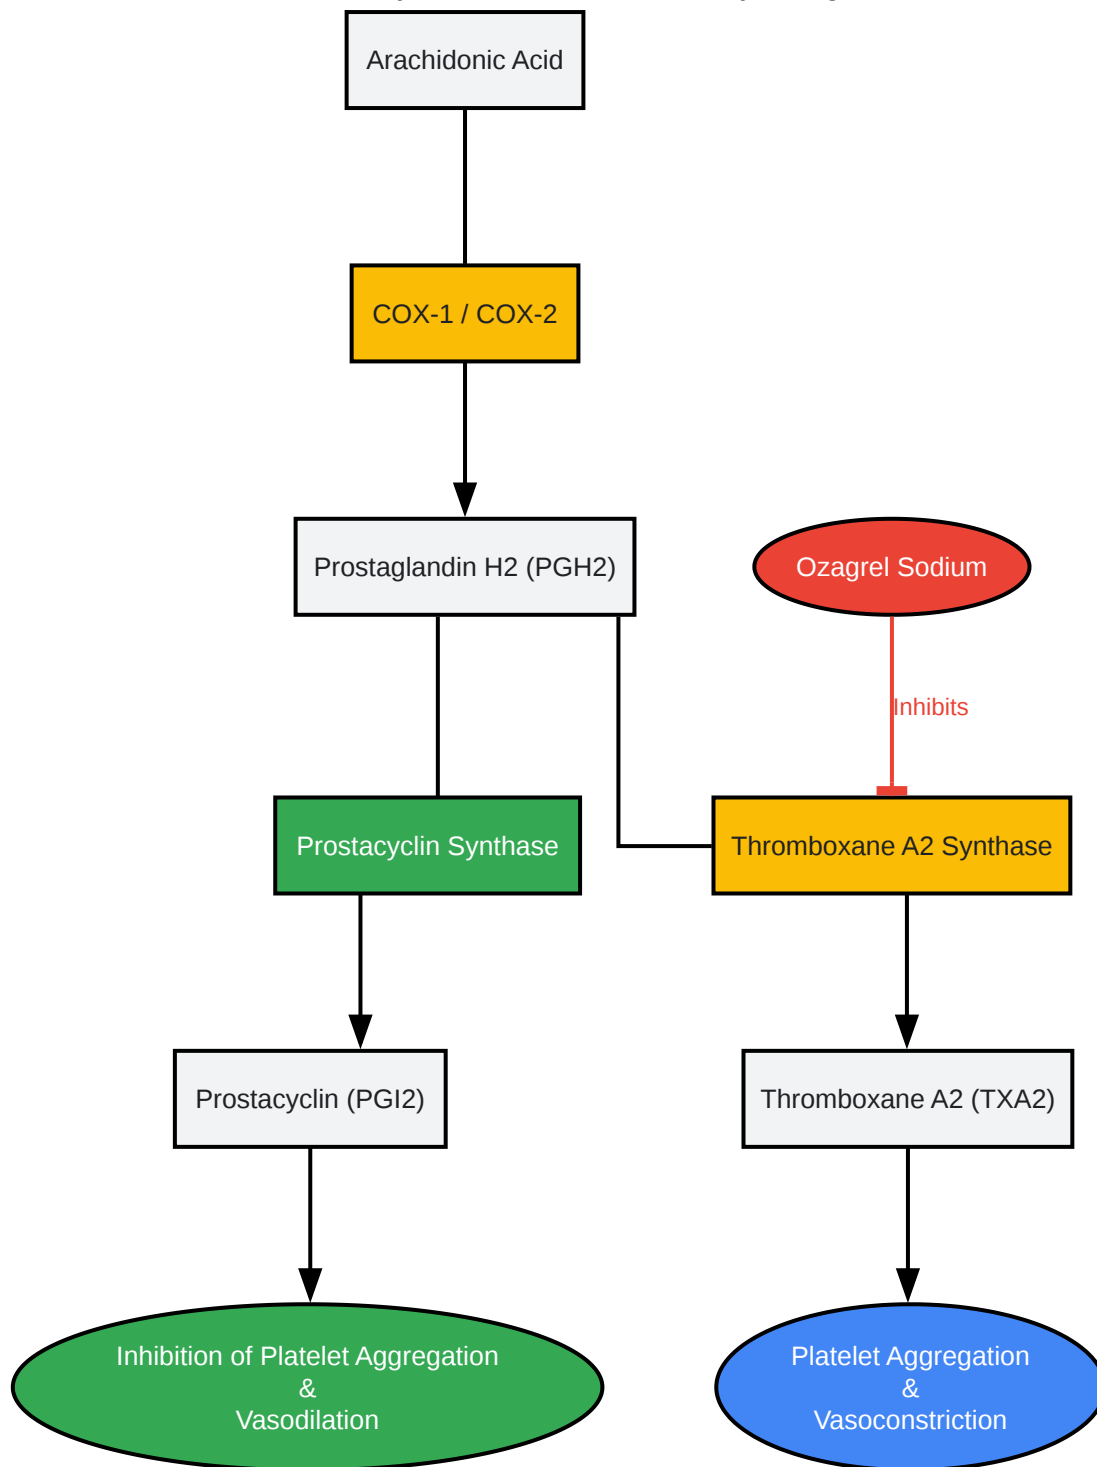 Arachidonic Acid
COX-1 / COX-2
Prostaglandin H2 (PGH2)
Ozagrel Sodium
Inhibits
Prostacyclin Synthase
Thromboxane A2 Synthase
Prostacyclin (PGI2)
Thromboxane A2 (TXA2)
Inhibition of Platelet Aggregation
&
Vasodilation
Platelet Aggregation
&
Vasoconstriction